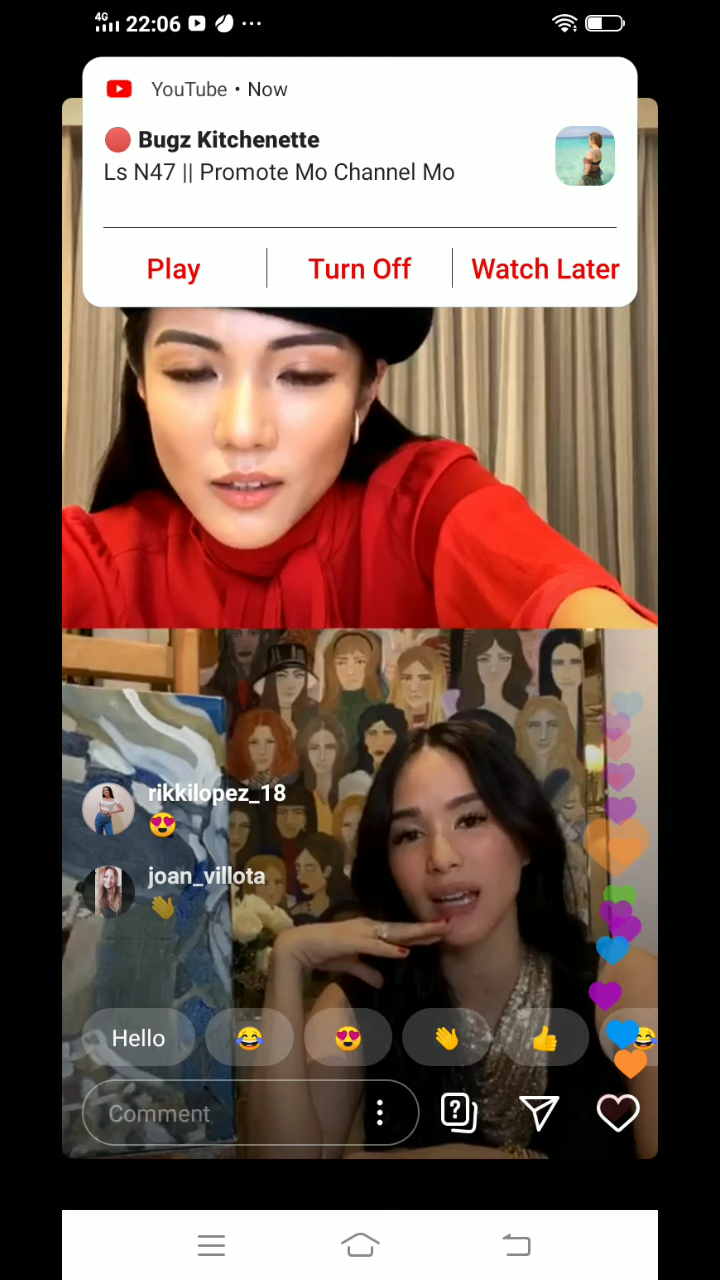 4G 22:06
YouTube • Now
Bugz Kitchenette
Ls N47 || Promote Mo Channel Mo
Play
Turn Off
Watch Later
rikkilopez_18
joan_villota
Hello
Comment
?